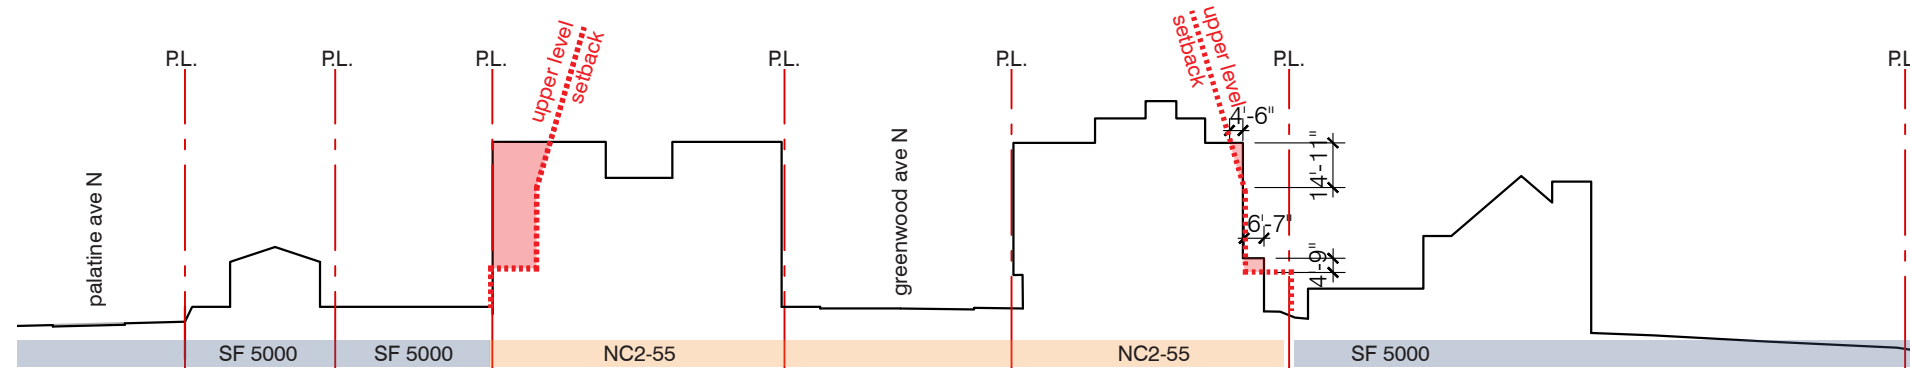 P.L.
P.L.
P.L.
P.L.
P.L.
P.L.
P.L
upper level
setback
upper level
setback
4'-6"
14'-11"
6'-7"
4'-9"
palatine ave N
greenwood ave N
SF 5000
SF 5000
NC2-55
NC2-55
SF 5000